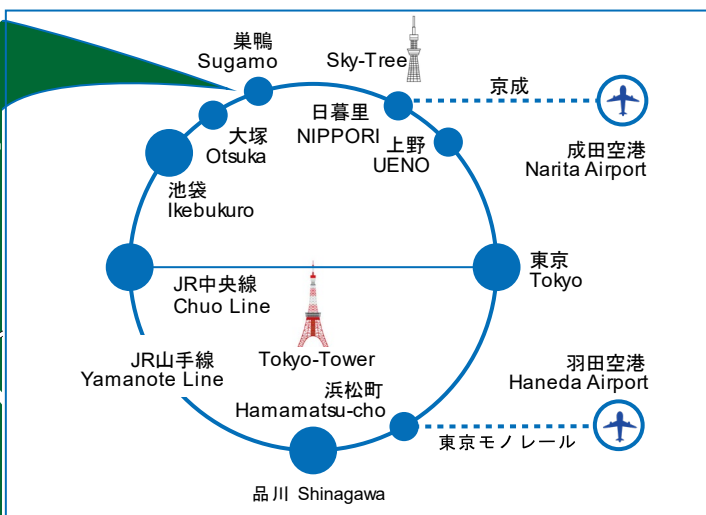 巣鴨
Sugamo
Sky-Tree
京成
日暮里
NIPPORI
大塚
Otsuka
上野
UENO
成田空港
Narita Airport
池袋
Ikebukuro
東京
Tokyo
JR中央線
Chuo Line
JR山手線
Yamanote Line
Tokyo-Tower
羽田空港
Haneda Airport
浜松町
Hamamatsu-cho
東京モノレール
品川 Shinagawa